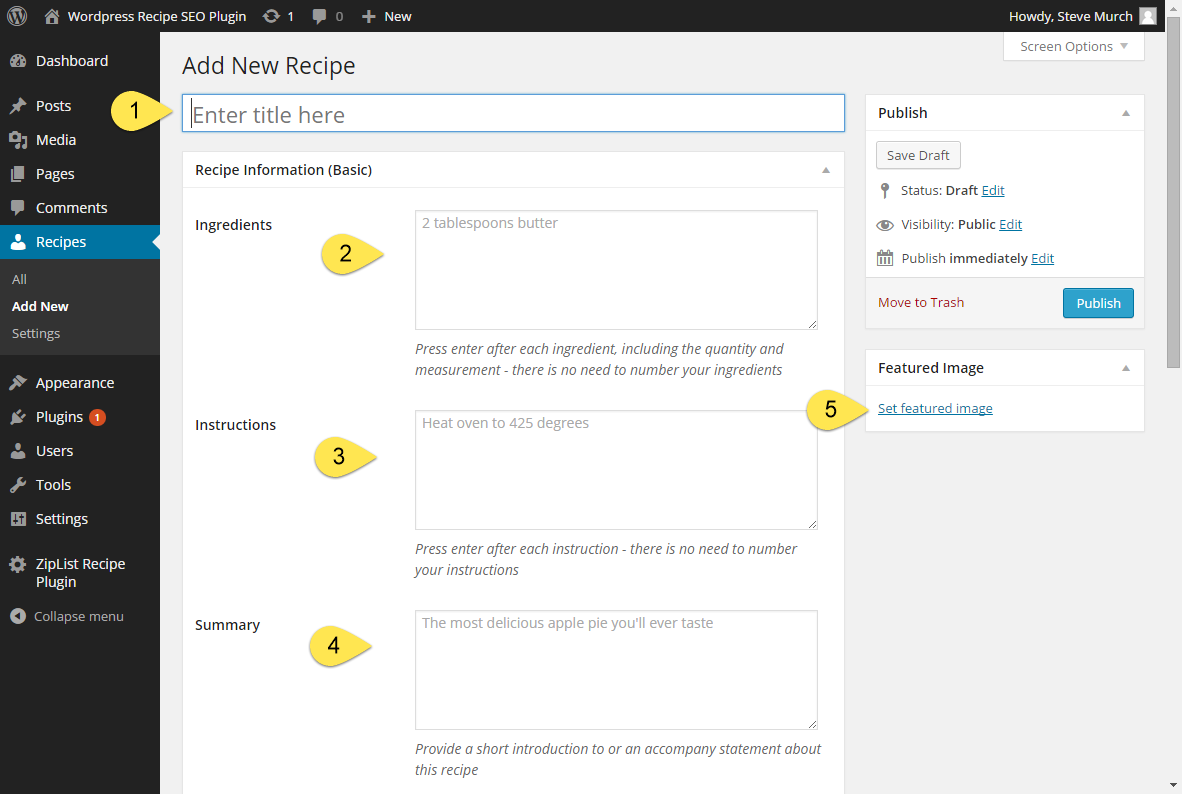 Wordpress Recipe SEO Plugin 1 0 New Howdy, Steve Murch
Screen Options
Dashboard
Posts
Media
Pages
Comments
Recipes
All
Add New
Settings
Appearance
Plugins 1
Users
Tools
Settings
ZipList Recipe
Plugin
Collapse menu
Add New Recipe
1
Enter title here
Recipe Information (Basic)
Ingredients
2
2 tablespoons butter
Press enter after each ingredient, including the quantity and
measurement - there is no need to number your ingredients
Instructions
3
Heat oven to 425 degrees
Press enter after each instruction - there is no need to number
your instructions
Summary
4
The most delicious apple pie you'll ever taste
Provide a short introduction to or an accompany statement about
this recipe
Publish
Save Draft
Status: Draft Edit
Visibility: Public Edit
Publish immediately Edit
Move to Trash
Publish
Featured Image
5
Set featured image